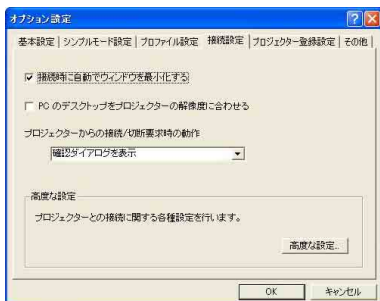 オプション設定
基本設定 シンプルモード設定 プロファイル設定 接続設定 プロジェクター登録設定 その他
接続時に自動でウィンドウを最小化する
PC のデスクトップをプロジェクターの解像度に合わせる
プロジェクターからの接続/切断要求時の動作
確認ダイアログを表示
高度な設定
プロジェクターとの接続に関する各種設定を行います。
高度な設定...
OK キャンセル